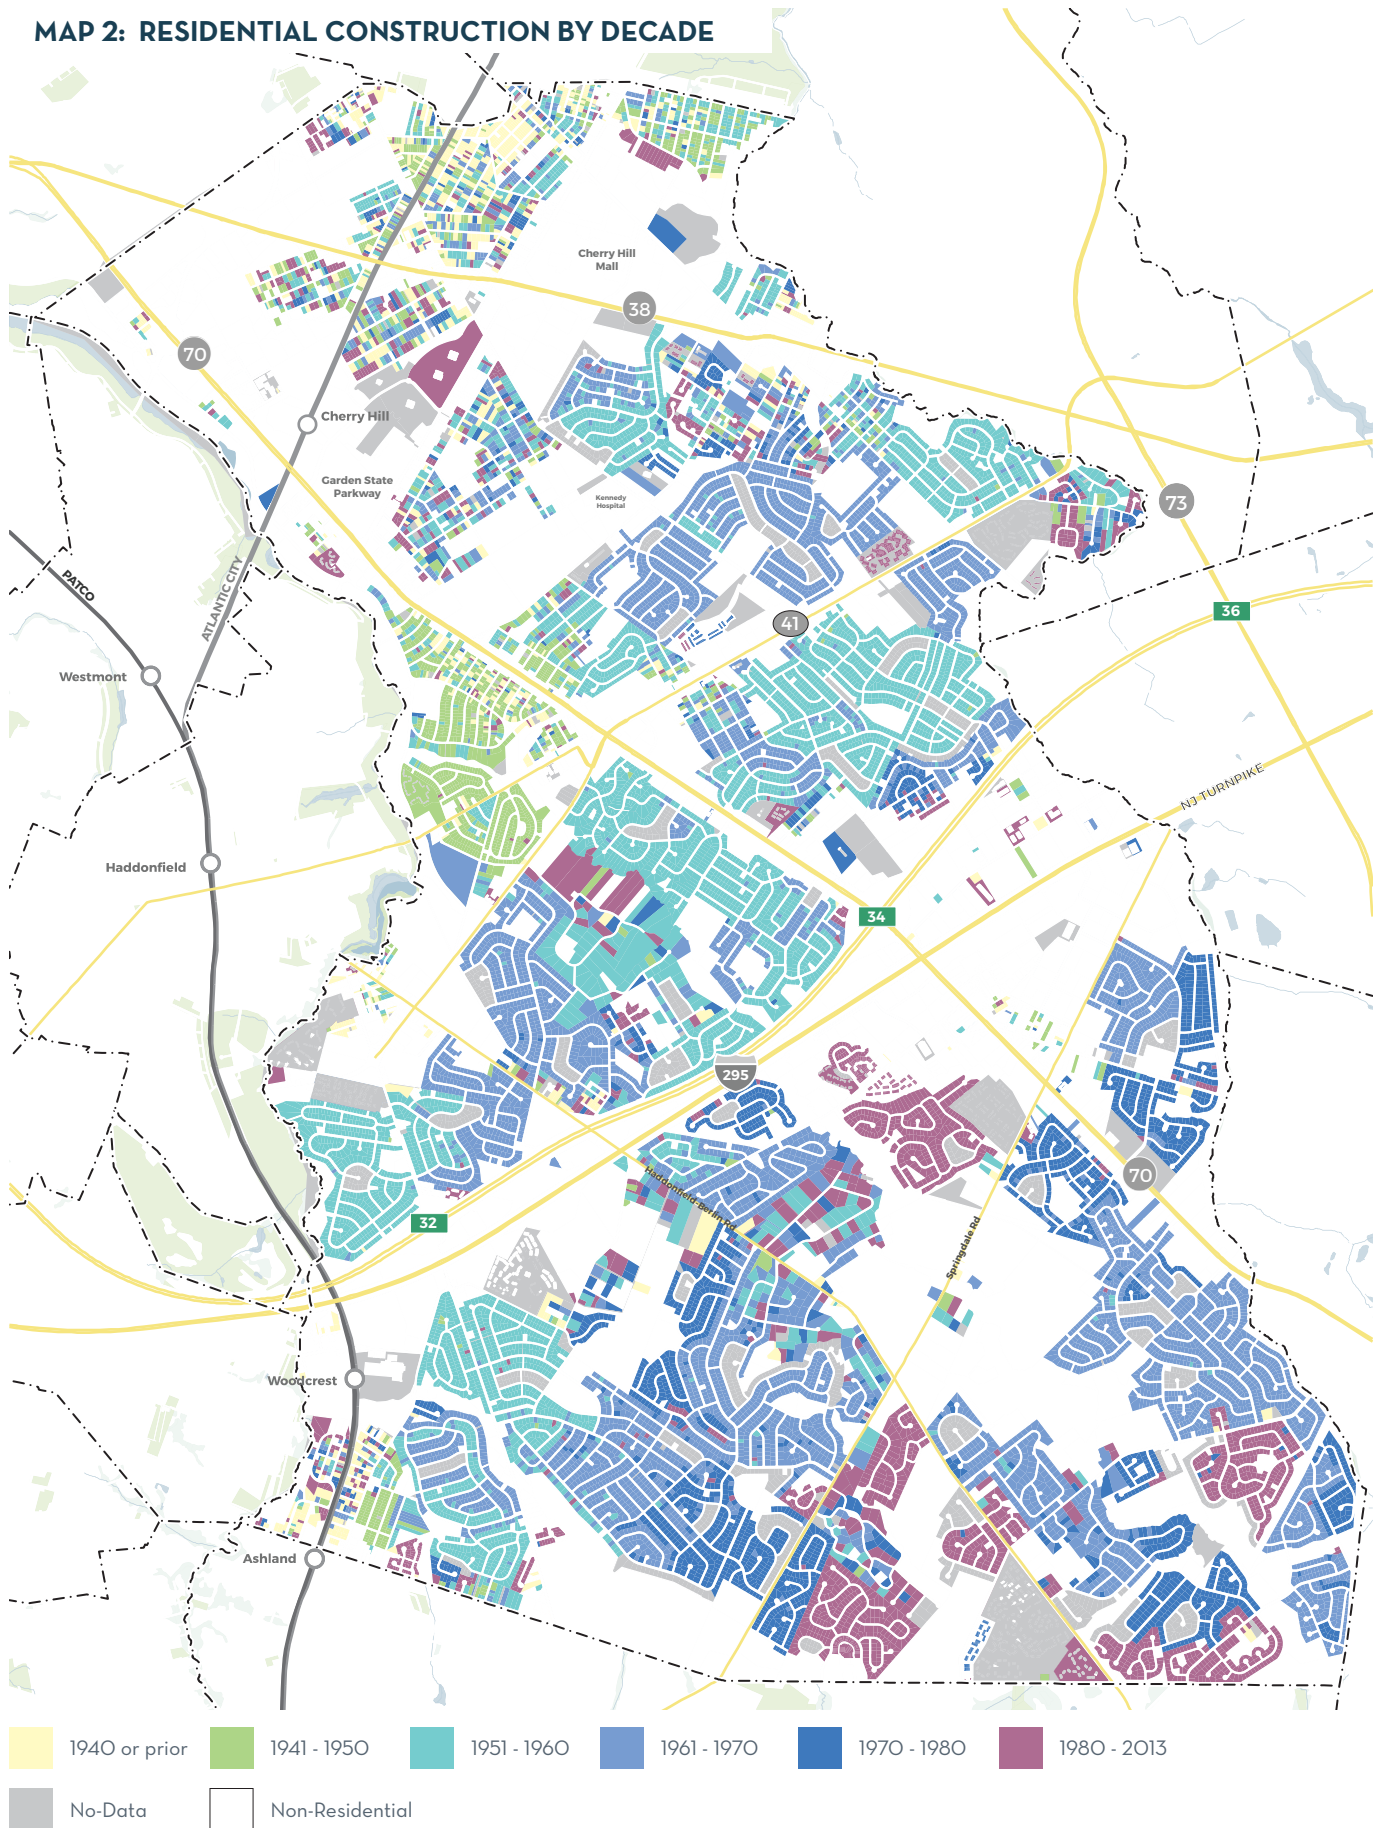 MAP 2: RESIDENTIAL CONSTRUCTION BY DECADE
Cherry Hill
Mall
38
70
Cherry Hill
Garden State
Parkway
Kennedy
Hospital
73
PATCO
ATLANTIC CITY
36
41
Westmont
NJ TURNPIKE
Haddonfield
34
295
Haddonfield-Berlin Rd
70
32
Springdale Rd
Woodcrest
Ashland
1940 or prior
1941 - 1950
1951 - 1960
1961 - 1970
1970 - 1980
1980 - 2013
No-Data
Non-Residential